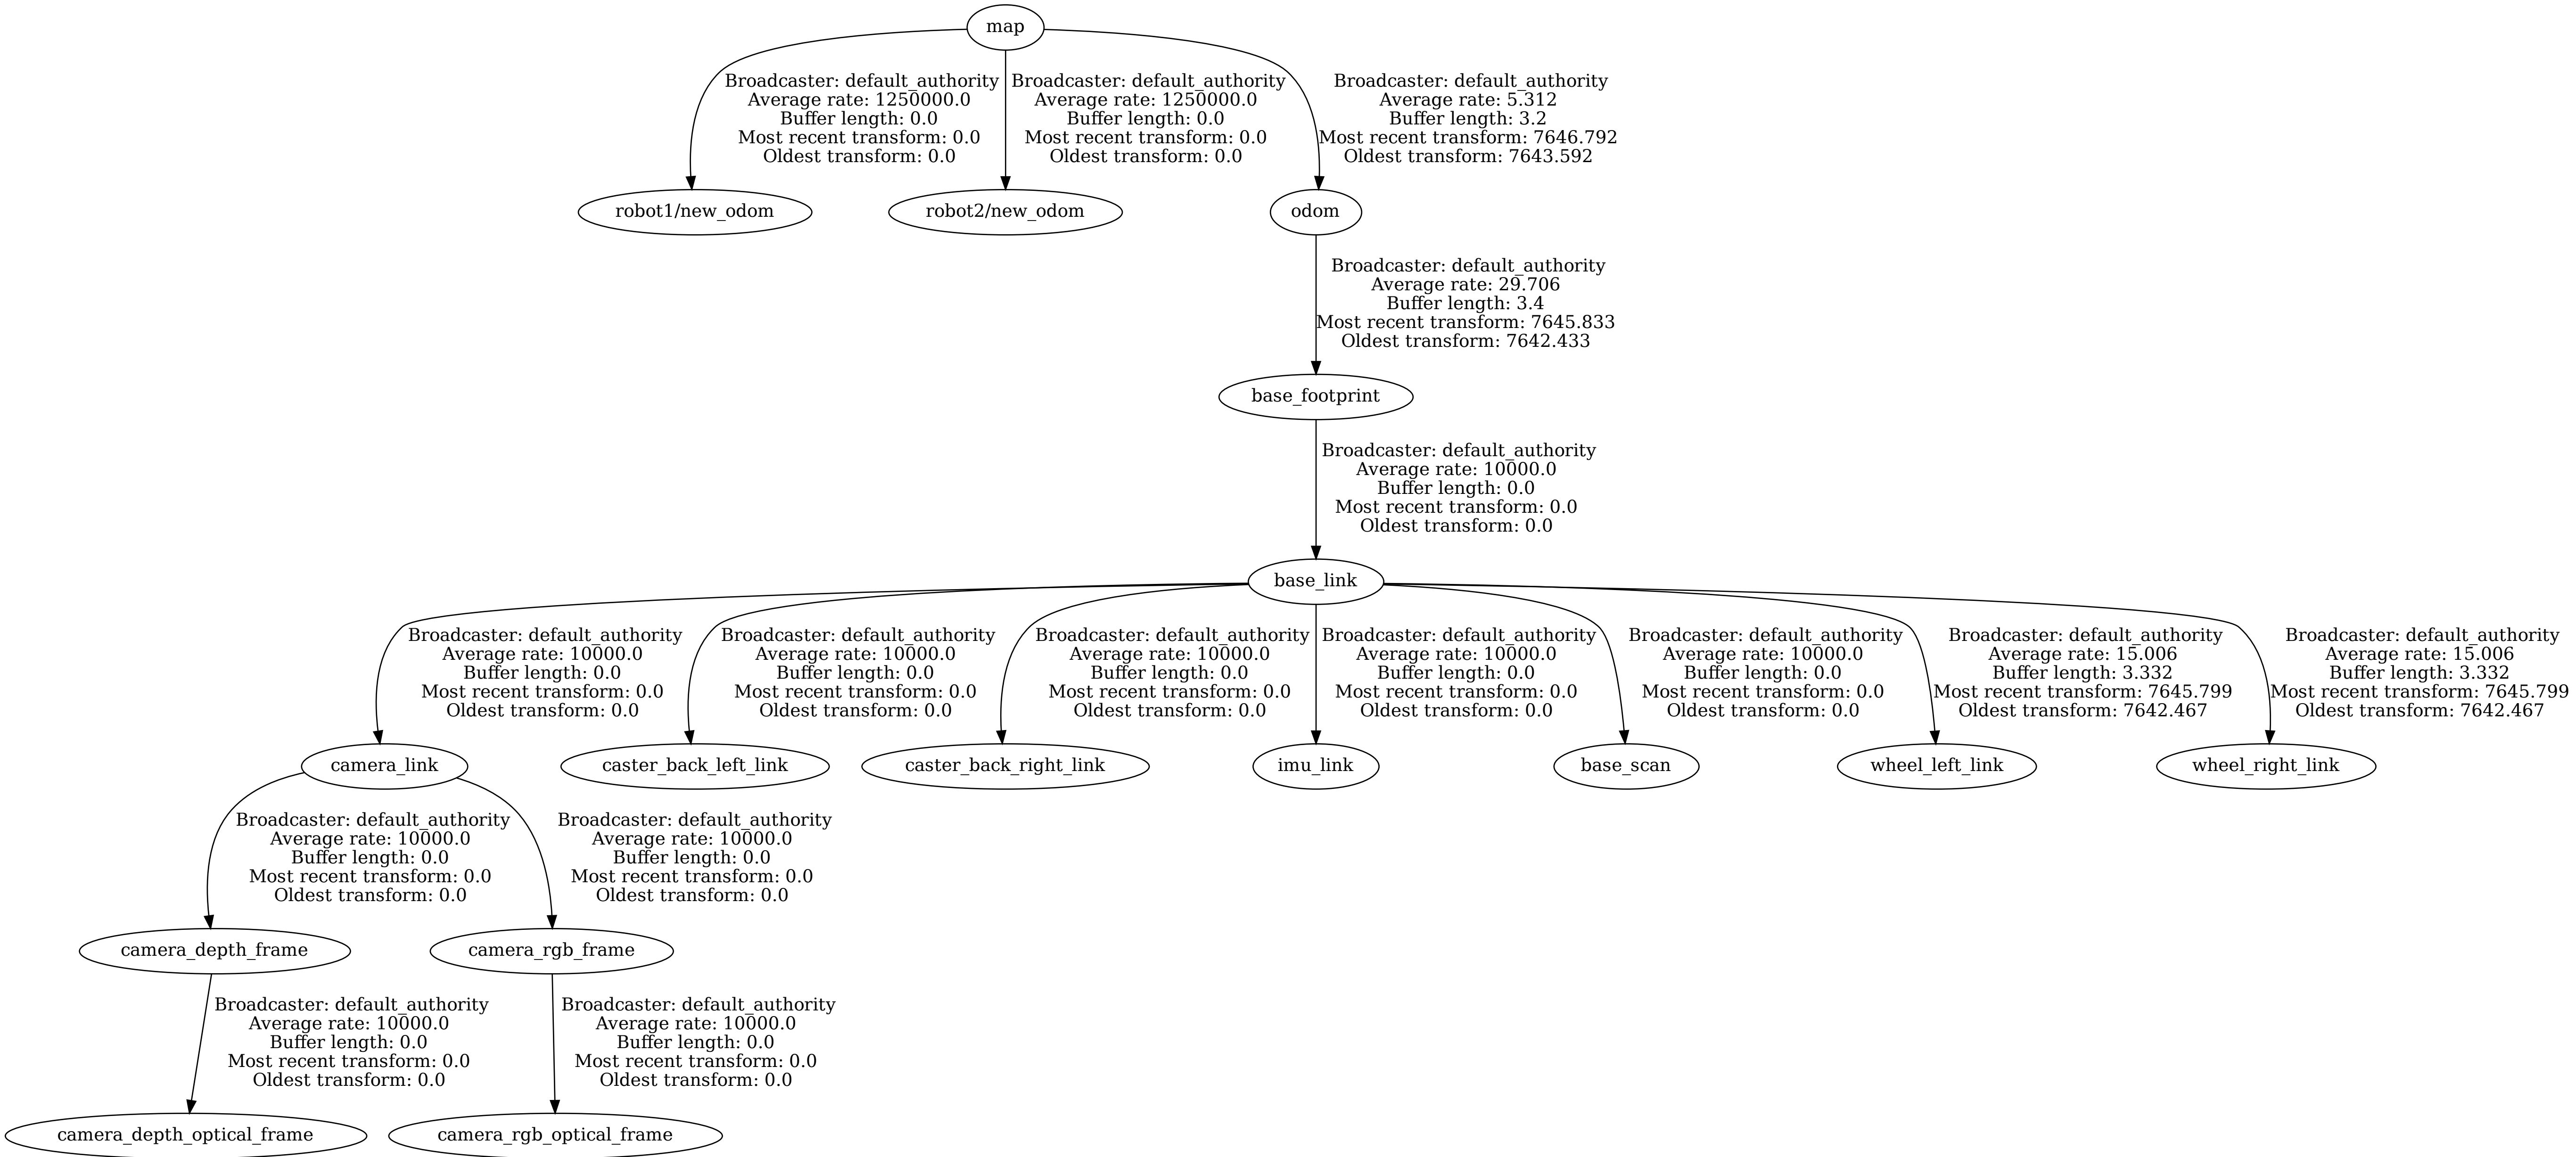 map
Broadcaster: default_authority
Average rate: 1250000.0
Buffer length: 0.0
Most recent transform: 0.0
Oldest transform: 0.0
Broadcaster: default_authority
Average rate: 1250000.0
Buffer length: 0.0
Most recent transform: 0.0
Oldest transform: 0.0
Broadcaster: default_authority
Average rate: 5.312
Buffer length: 3.2
Most recent transform: 7646.792
Oldest transform: 7643.592
robot1/new_odom
robot2/new_odom
odom
Broadcaster: default_authority
Average rate: 29.706
Buffer length: 3.4
Most recent transform: 7645.833
Oldest transform: 7642.433
base_footprint
Broadcaster: default_authority
Average rate: 10000.0
Buffer length: 0.0
Most recent transform: 0.0
Oldest transform: 0.0
base_link
Broadcaster: default_authority
Average rate: 10000.0
Buffer length: 0.0
Most recent transform: 0.0
Oldest transform: 0.0
Broadcaster: default_authority
Average rate: 10000.0
Buffer length: 0.0
Most recent transform: 0.0
Oldest transform: 0.0
Broadcaster: default_authority
Average rate: 10000.0
Buffer length: 0.0
Most recent transform: 0.0
Oldest transform: 0.0
Broadcaster: default_authority
Average rate: 10000.0
Buffer length: 0.0
Most recent transform: 0.0
Oldest transform: 0.0
Broadcaster: default_authority
Average rate: 10000.0
Buffer length: 0.0
Most recent transform: 0.0
Oldest transform: 0.0
Broadcaster: default_authority
Average rate: 15.006
Buffer length: 3.332
Most recent transform: 7645.799
Oldest transform: 7642.467
Broadcaster: default_authority
Average rate: 15.006
Buffer length: 3.332
Most recent transform: 7645.799
Oldest transform: 7642.467
camera_link
caster_back_left_link
caster_back_right_link
imu_link
base_scan
wheel_left_link
wheel_right_link
Broadcaster: default_authority
Average rate: 10000.0
Buffer length: 0.0
Most recent transform: 0.0
Oldest transform: 0.0
Broadcaster: default_authority
Average rate: 10000.0
Buffer length: 0.0
Most recent transform: 0.0
Oldest transform: 0.0
camera_depth_frame
camera_rgb_frame
Broadcaster: default_authority
Average rate: 10000.0
Buffer length: 0.0
Most recent transform: 0.0
Oldest transform: 0.0
Broadcaster: default_authority
Average rate: 10000.0
Buffer length: 0.0
Most recent transform: 0.0
Oldest transform: 0.0
camera_depth_optical_frame
camera_rgb_optical_frame